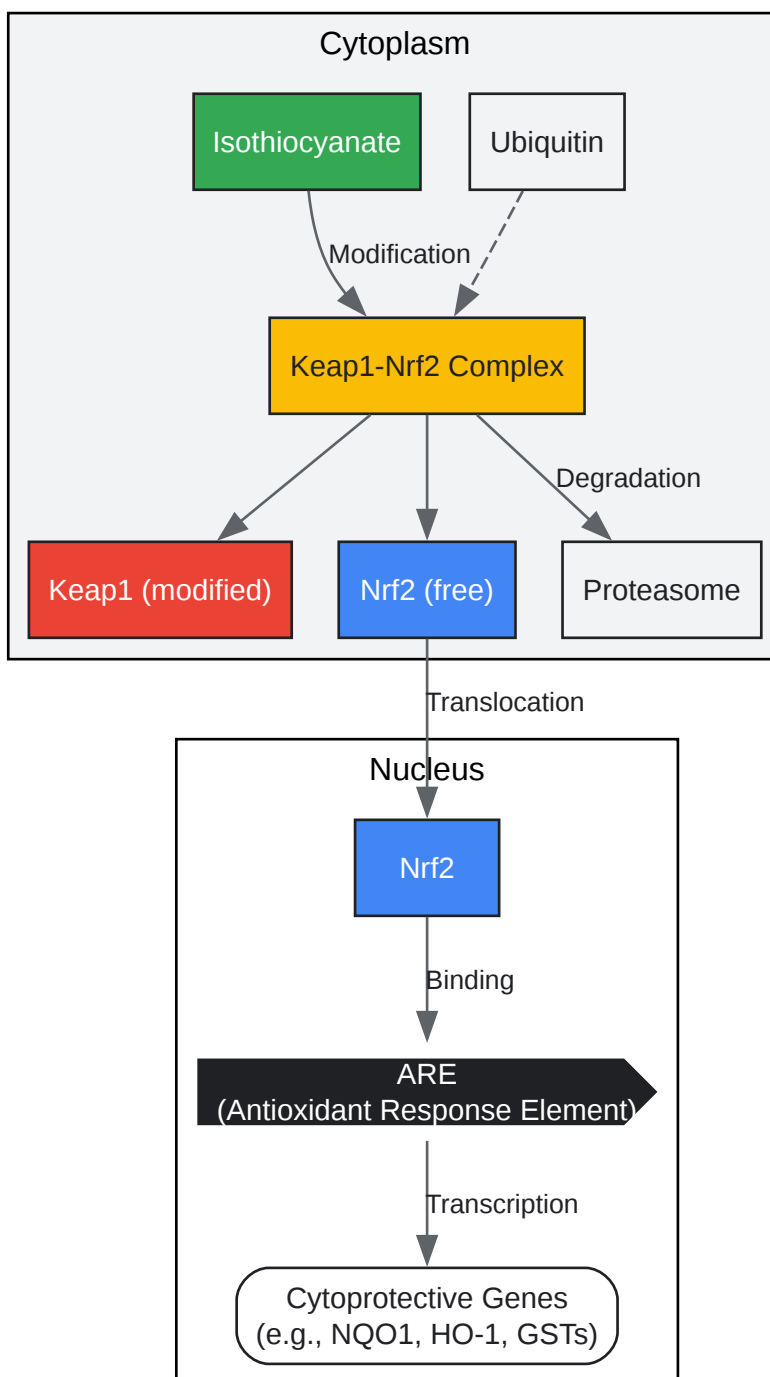 Cytoplasm
Isothiocyanate
Ubiquitin
Modification
Keap1-Nrf2 Complex
Degradation
Keap1 (modified)
Nrf2 (free)
Proteasome
Translocation
Nucleus
Nrf2
Binding
ARE
(Antioxidant Response Element)
Transcription
Cytoprotective Genes
(e.g., NQO1, HO-1, GSTs)